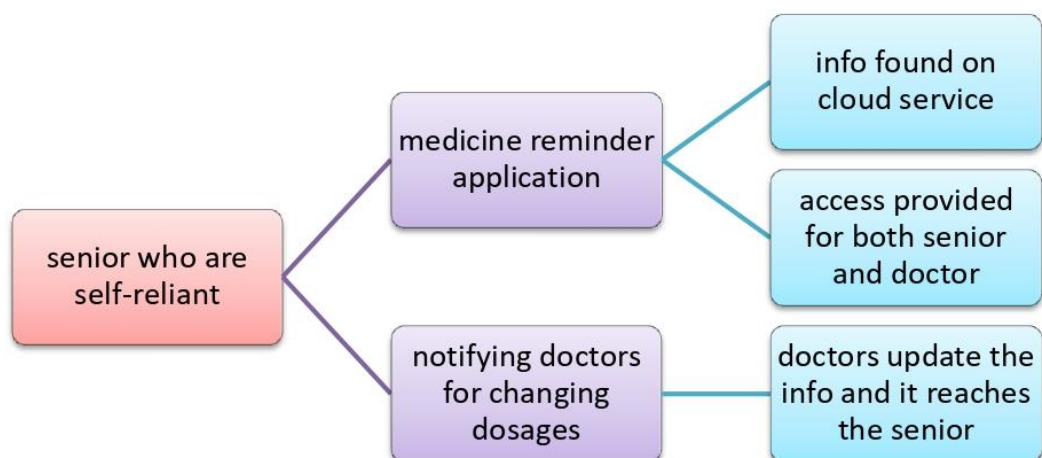 senior who are
self-reliant
medicine reminder
application
info found on
cloud service
access provided
for both senior
and doctor
notifying doctors
for changing
dosages
doctors update the
info and it reaches
the senior